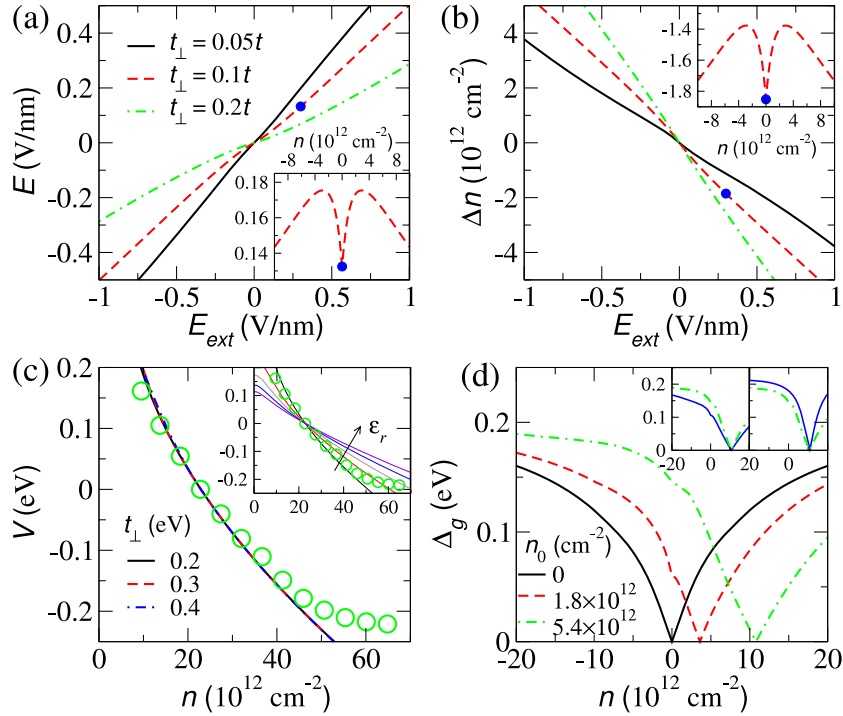 (a)
0.4
0.2
0
-0.2
-0.4
E (V/nm)
t⊥ = 0.05t
t⊥ = 0.1t
t⊥ = 0.2t
n (10¹² cm⁻²)
-8 -4 0 4 8
0.18
0.16
0.14
0.12
-1 -0.5 0 0.5 1
E_ext (V/nm)
(b)
4
2
0
-2
-4
Δn (10¹² cm⁻²)
-1.4
-1.6
-1.8
-8 -4 0 4 8
n (10¹² cm⁻²)
-1 -0.5 0 0.5 1
E_ext (V/nm)
(c)
0.2
0.1
0
-0.1
-0.2
V (eV)
0.2
0.1
0
-0.1
-0.2
0 20 40 60 80
ε_r
t⊥ (eV)
0.2
0.3
0.4
0 20 40 60
n (10¹² cm⁻²)
(d)
0.2
0.1
0
Δ_g (eV)
0.2
0.1
0
-20 0 -20 0 20
n₀ (cm⁻²)
0
1.8×10¹²
5.4×10¹²
-20 -10 0 10 20
n (10¹² cm⁻²)